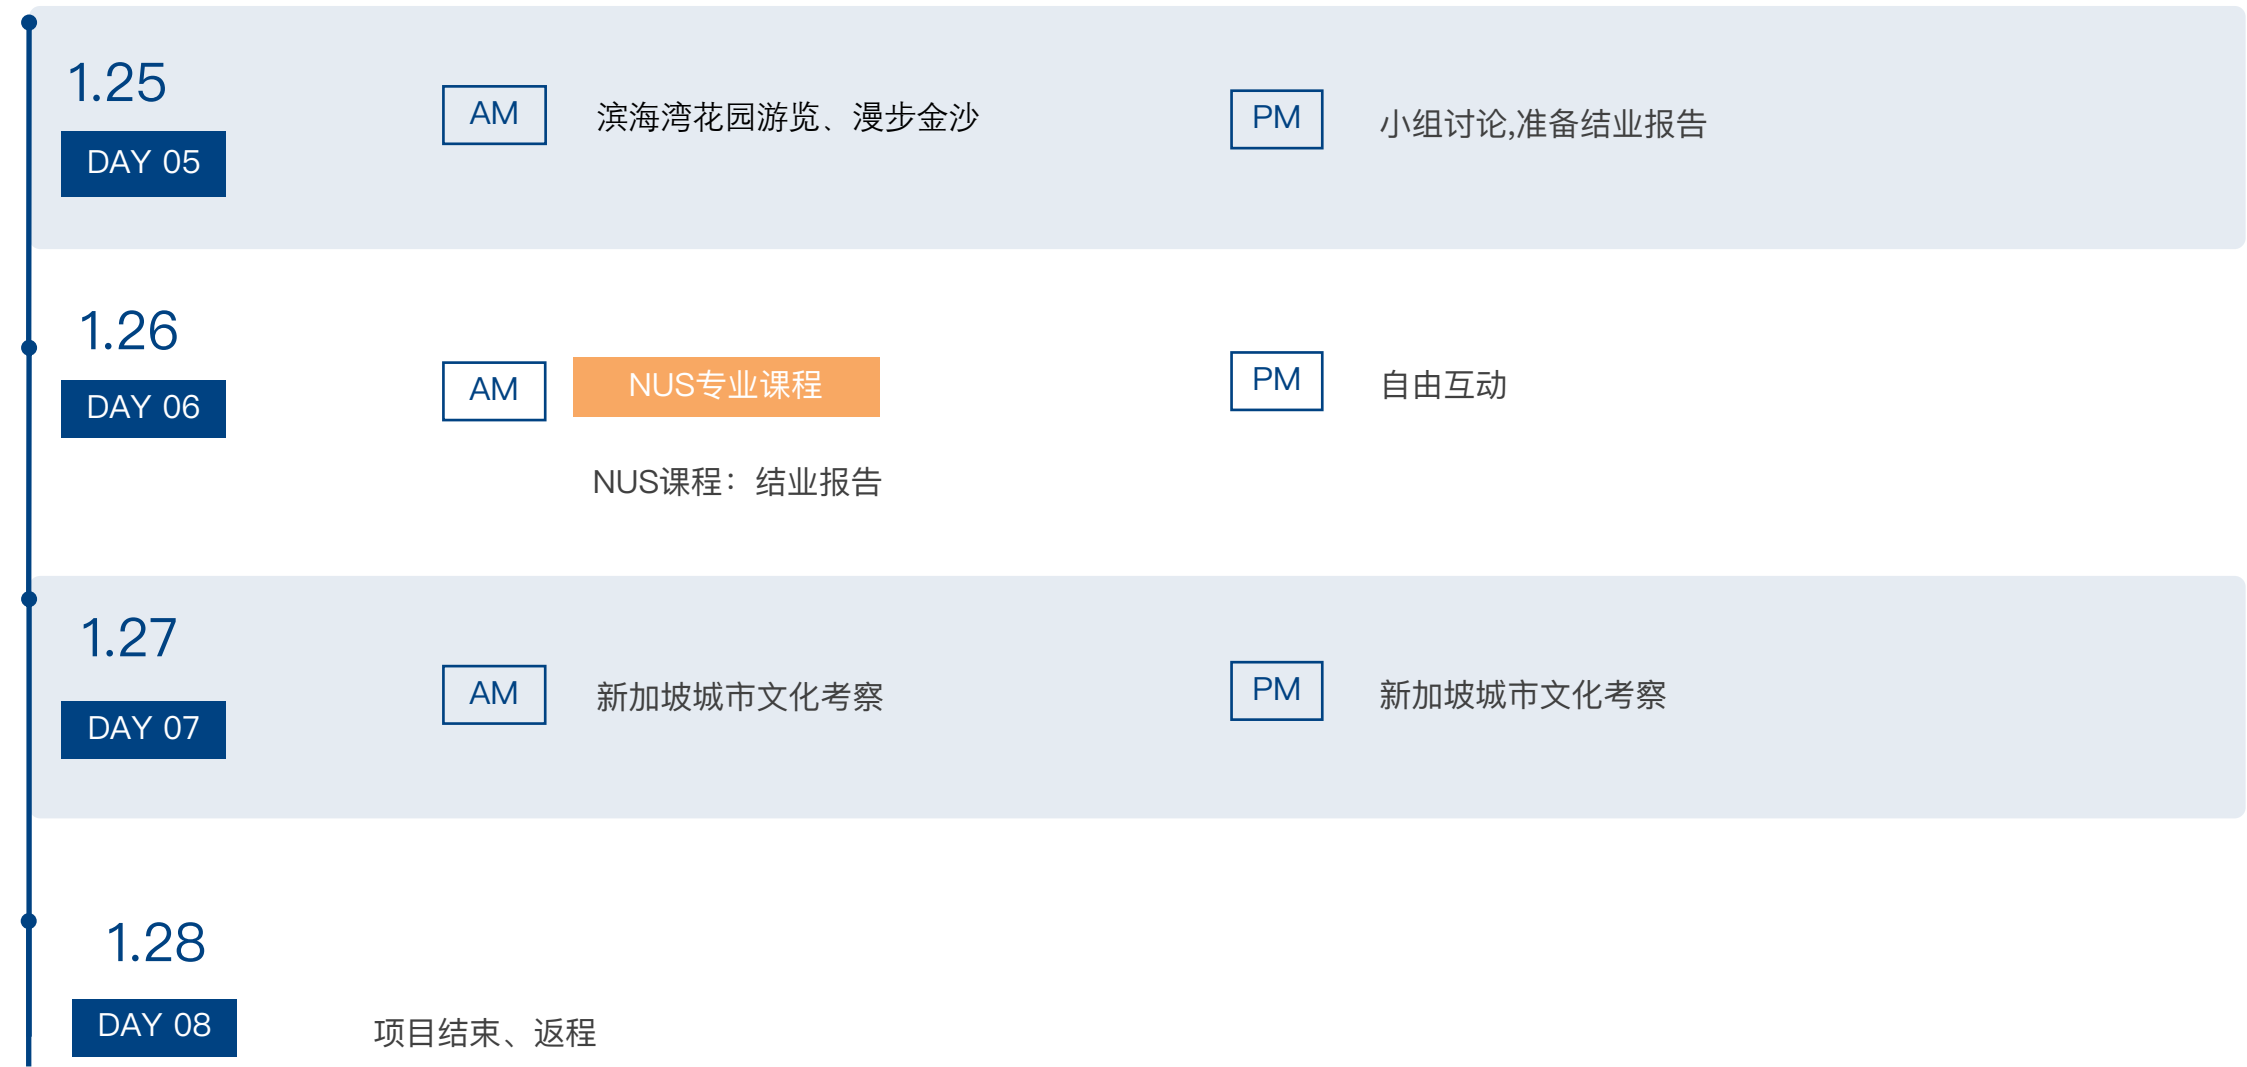 1.25
DAY 05
AM
滨海湾花园游览、漫步金沙
PM
小组讨论,准备结业报告
1.26
DAY 06
AM
NUS专业课程
NUS课程：结业报告
PM
自由互动
1.27
DAY 07
AM
新加坡城市文化考察
PM
新加坡城市文化考察
1.28
DAY 08
项目结束、返程